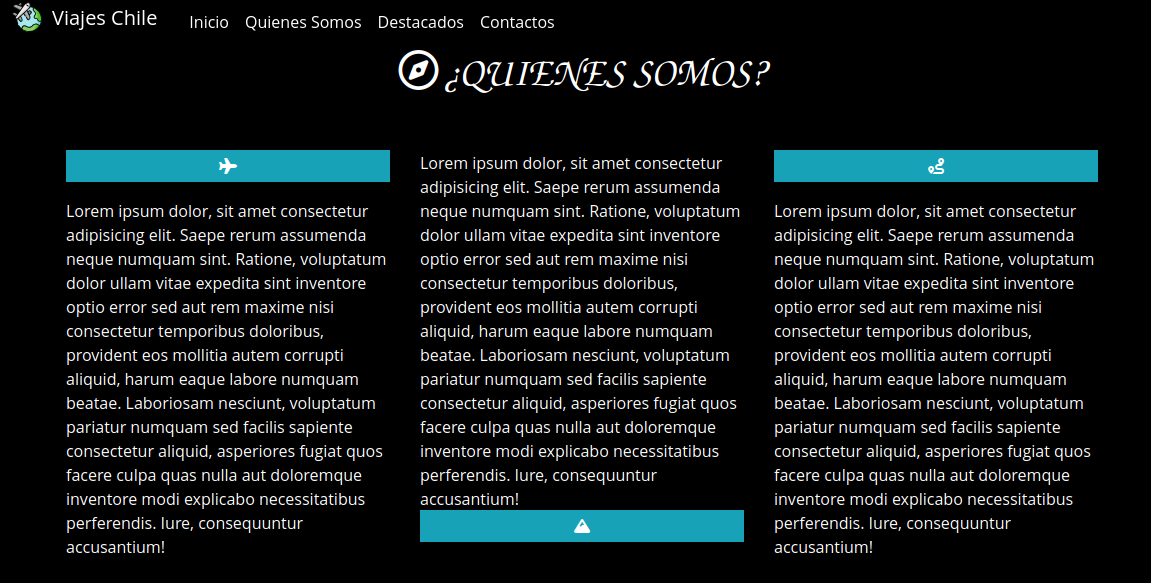 Viajes Chile Inicio Quienes Somos Destacados Contactos
¿QUIENES SOMOS?
Lorem ipsum dolor, sit amet consectetur
adipisicing elit. Saepe rerum assumenda
neque numquam sint. Ratione, voluptatum
dolor ullam vitae expedita sint inventore
optio error sed aut rem maxime nisi
consectetur temporibus doloribus,
provident eos mollitia autem corrupti
aliquid, harum eaque labore numquam
beatae. Laboriosam nesciunt, voluptatum
pariatur numquam sed facilis sapiente
consectetur aliquid, asperiores fugiat quos
facere culpa quas nulla aut doloremque
inventore modi explicabo necessitatibus
perferendis. Iure, consequuntur
accusantium!
Lorem ipsum dolor, sit amet consectetur
adipisicing elit. Saepe rerum assumenda
neque numquam sint. Ratione, voluptatum
dolor ullam vitae expedita sint inventore
optio error sed aut rem maxime nisi
consectetur temporibus doloribus,
provident eos mollitia autem corrupti
aliquid, harum eaque labore numquam
beatae. Laboriosam nesciunt, voluptatum
pariatur numquam sed facilis sapiente
consectetur aliquid, asperiores fugiat quos
facere culpa quas nulla aut doloremque
inventore modi explicabo necessitatibus
perferendis. Iure, consequuntur
accusantium!
Lorem ipsum dolor, sit amet consectetur
adipisicing elit. Saepe rerum assumenda
neque numquam sint. Ratione, voluptatum
dolor ullam vitae expedita sint inventore
optio error sed aut rem maxime nisi
consectetur temporibus doloribus,
provident eos mollitia autem corrupti
aliquid, harum eaque labore numquam
beatae. Laboriosam nesciunt, voluptatum
pariatur numquam sed facilis sapiente
consectetur aliquid, asperiores fugiat quos
facere culpa quas nulla aut doloremque
inventore modi explicabo necessitatibus
perferendis. Iure, consequuntur
accusantium!